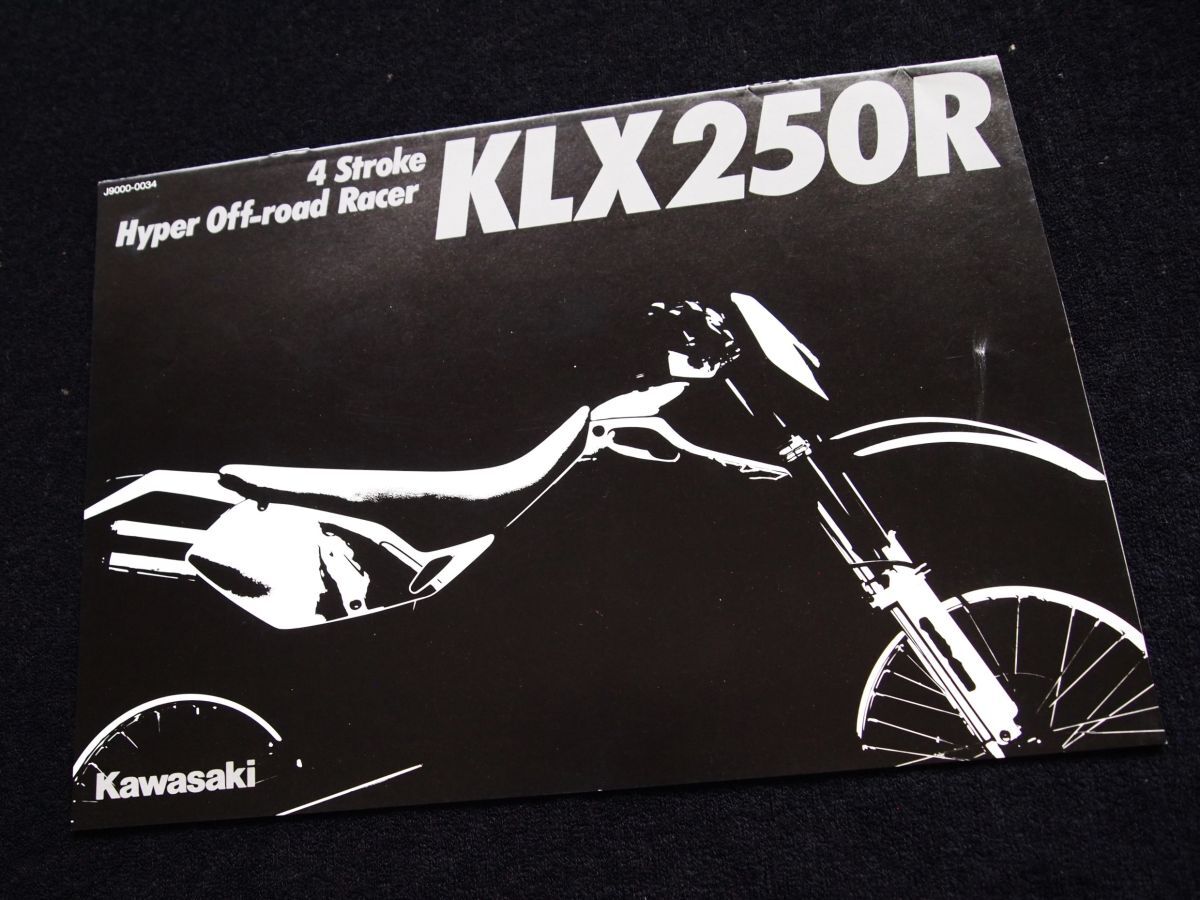 J9000-0034
4 Stroke
Hyper Off-road Racer
KLX250R
Kawasaki